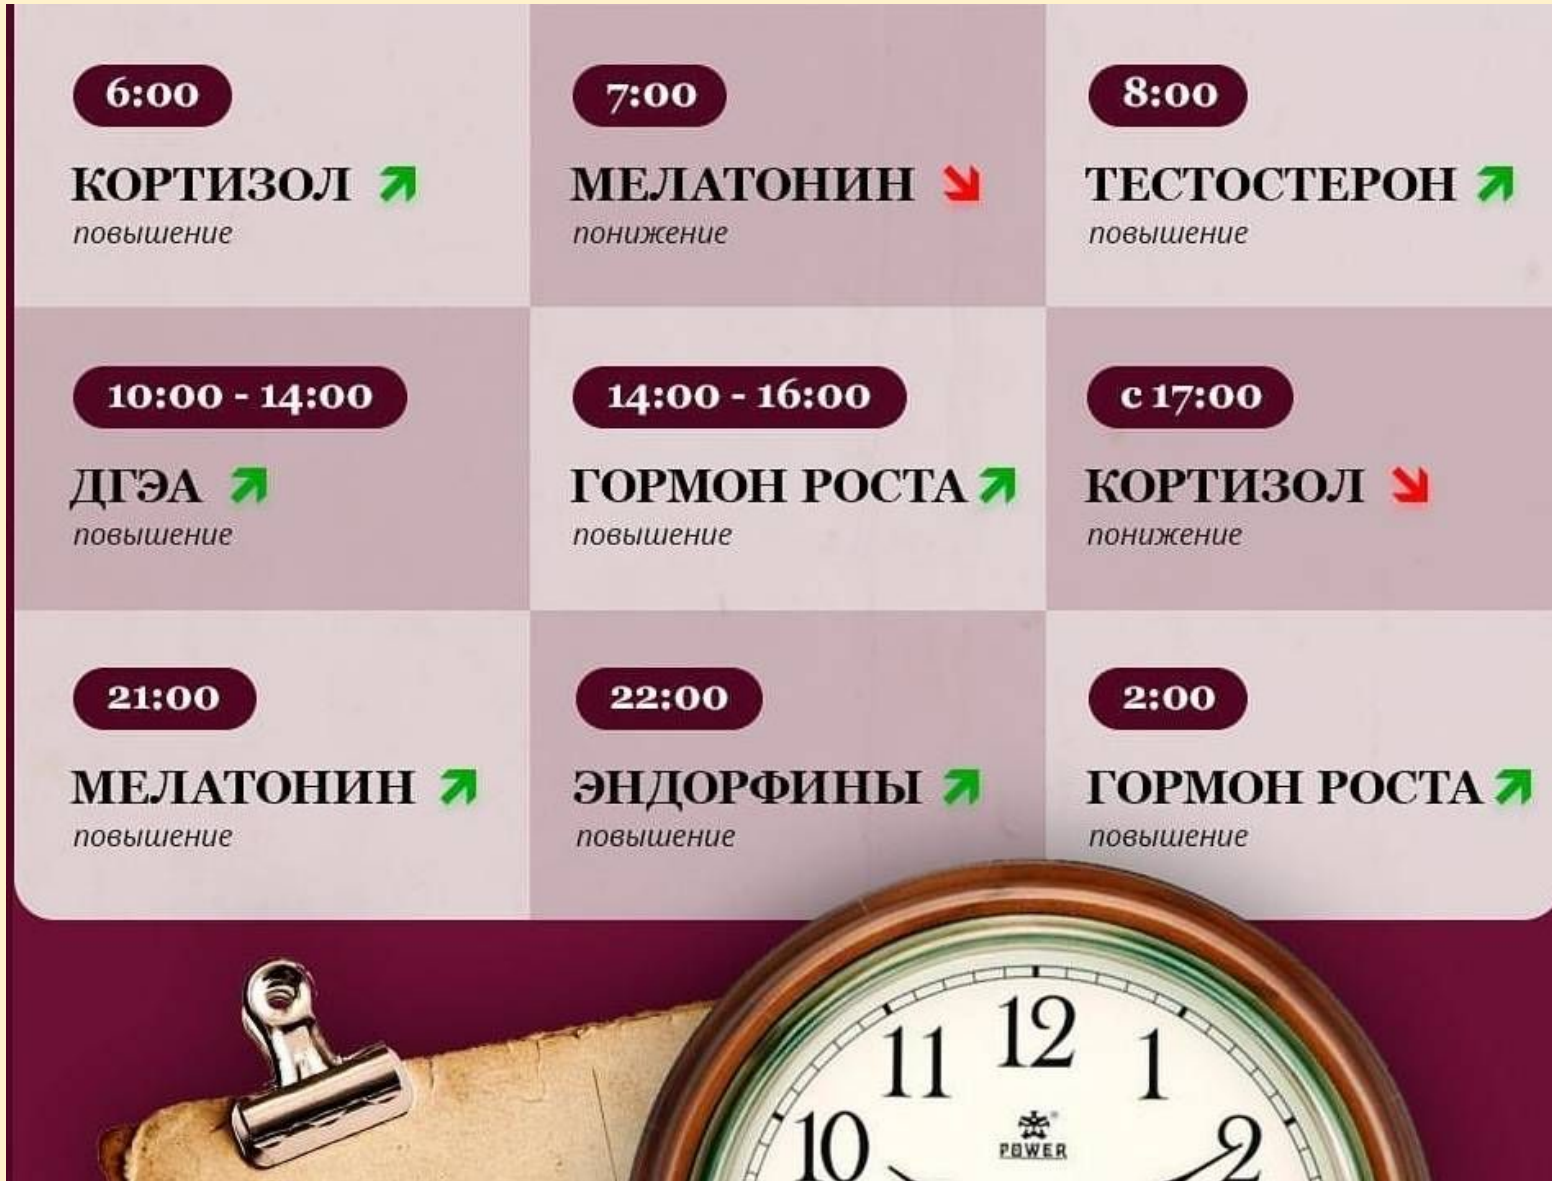 6:00
КОРТИЗОЛ
повышение
7:00
МЕЛАТОНИН
понижение
8:00
ТЕСТОСТЕРОН
повышение
10:00 - 14:00
ДГЭА
повышение
14:00 - 16:00
ГОРМОН РОСТА
повышение
с 17:00
КОРТИЗОЛ
понижение
21:00
МЕЛАТОНИН
повышение
22:00
ЭНДОРФИНЫ
повышение
2:00
ГОРМОН РОСТА
повышение
12
11
1
10
2
POWER